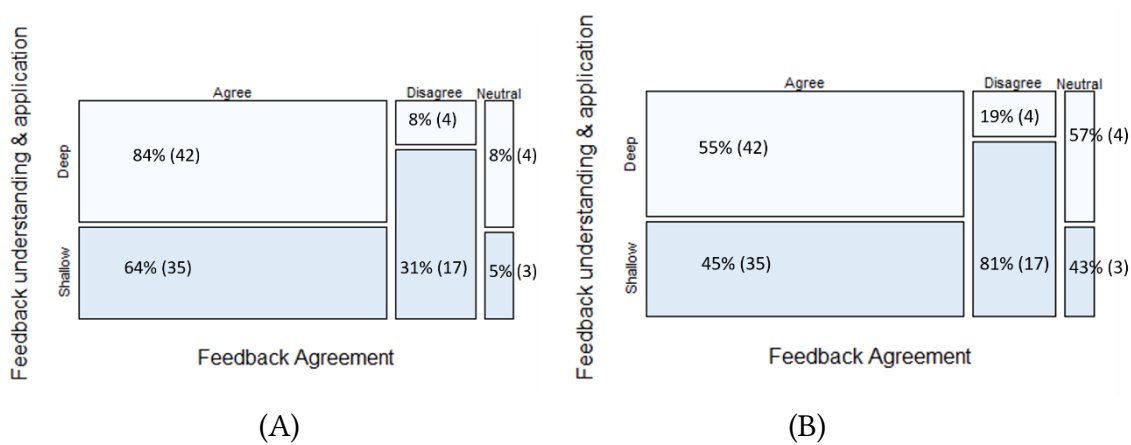 Feedback understanding & application
Agree
Disagree
Neutral
Deep
84% (42)
8% (4)
8% (4)
Shallow
64% (35)
31% (17)
5% (3)
Feedback Agreement
(A)
Feedback understanding & application
Agree
Disagree
Neutral
Deep
55% (42)
19% (4)
57% (4)
Shallow
45% (35)
81% (17)
43% (3)
Feedback Agreement
(B)